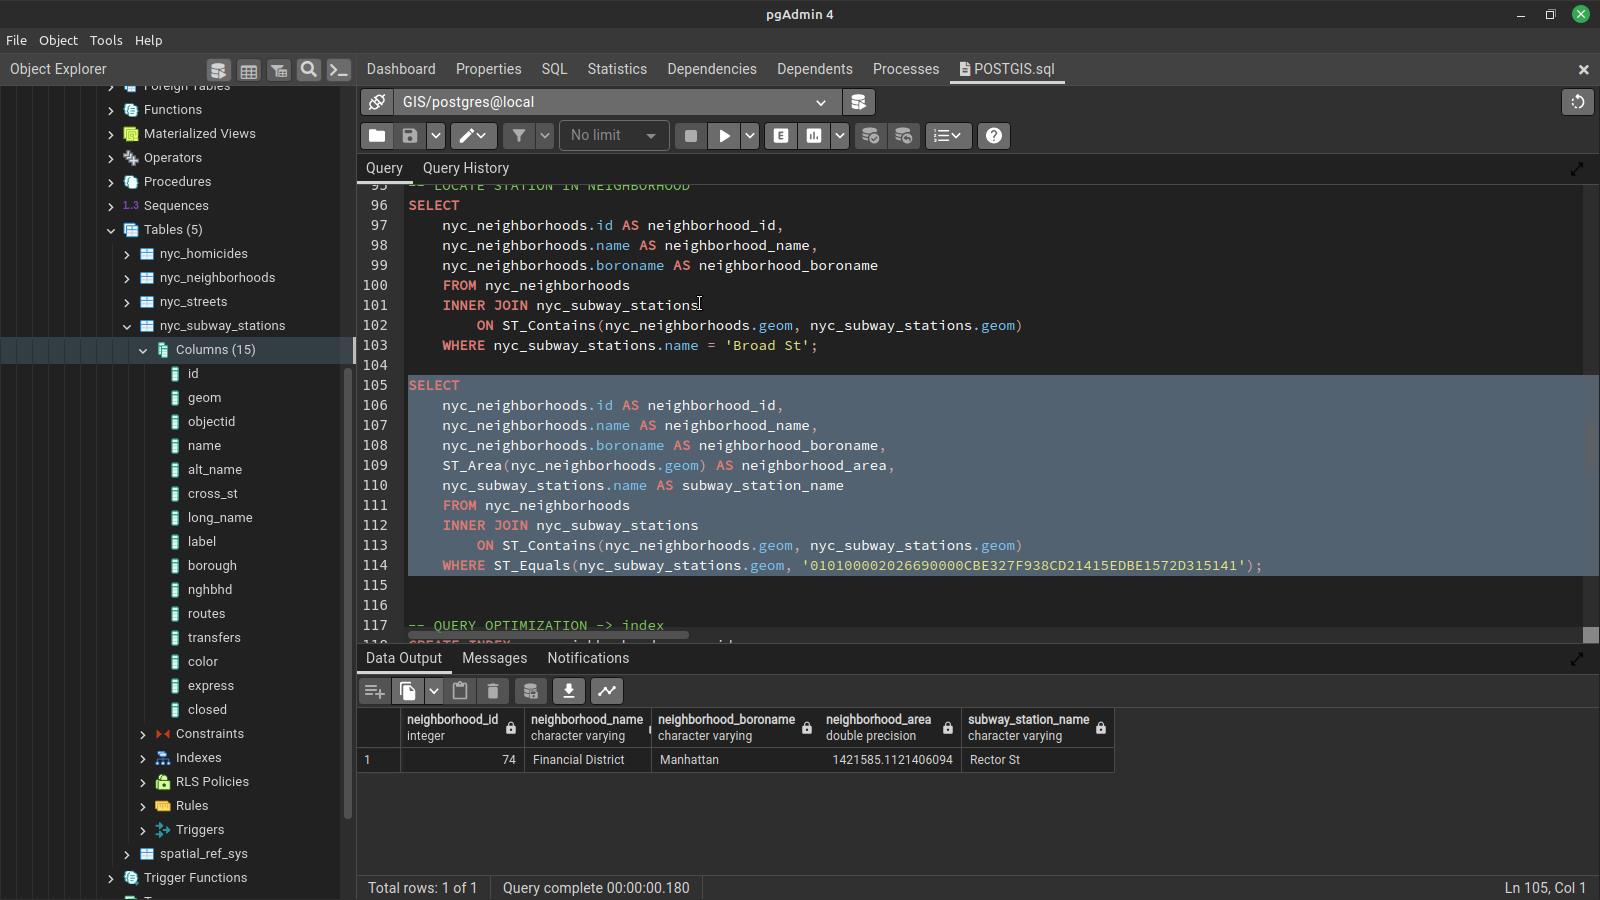 pgAdmin 4
File Object Tools Help
Object Explorer
Dashboard Properties SQL Statistics Dependencies Dependents Processes POSTGIS.sql
Foreign Tables
Functions
Materialized Views
Operators
Procedures
1..3 Sequences
Tables (5)
nyc_homicides
nyc_neighborhoods
nyc_streets
nyc_subway_stations
Columns (15)
id
geom
objectid
name
alt_name
cross_st
long_name
label
borough
nghbhd
routes
transfers
color
express
closed
Constraints
Indexes
RLS Policies
Rules
Triggers
spatial_ref_sys
Trigger Functions
GIS/postgres@local
No limit
E
Query Query History
95 -- LOCATE STATION IN NEIGHBORHOOD
96 SELECT
97 nyc_neighborhoods.id AS neighborhood_id,
98 nyc_neighborhoods.name AS neighborhood_name,
99 nyc_neighborhoods.boroname AS neighborhood_boroname
100 FROM nyc_neighborhoods
101 INNER JOIN nyc_subway_stations
102 ON ST_Contains(nyc_neighborhoods.geom, nyc_subway_stations.geom)
103 WHERE nyc_subway_stations.name = 'Broad St';
104
105 SELECT
106 nyc_neighborhoods.id AS neighborhood_id,
107 nyc_neighborhoods.name AS neighborhood_name,
108 nyc_neighborhoods.boroname AS neighborhood_boroname,
109 ST_Area(nyc_neighborhoods.geom) AS neighborhood_area,
110 nyc_subway_stations.name AS subway_station_name
111 FROM nyc_neighborhoods
112 INNER JOIN nyc_subway_stations
113 ON ST_Contains(nyc_neighborhoods.geom, nyc_subway_stations.geom)
114 WHERE ST_Equals(nyc_subway_stations.geom, '010100002026690000CBE327F938CD21415EDBE1572D315141');
115
116
117 -- QUERY OPTIMIZATION -> index
118 CREATE INDEX
Data Output Messages Notifications
neighborhood_id neighborhood_name neighborhood_boroname neighborhood_area subway_station_name
integer character varying character varying double precision character varying
1 74 Financial District Manhattan 1421585.1121406094 Rector St
Total rows: 1 of 1 Query complete 00:00:00.180 Ln 105, Col 1